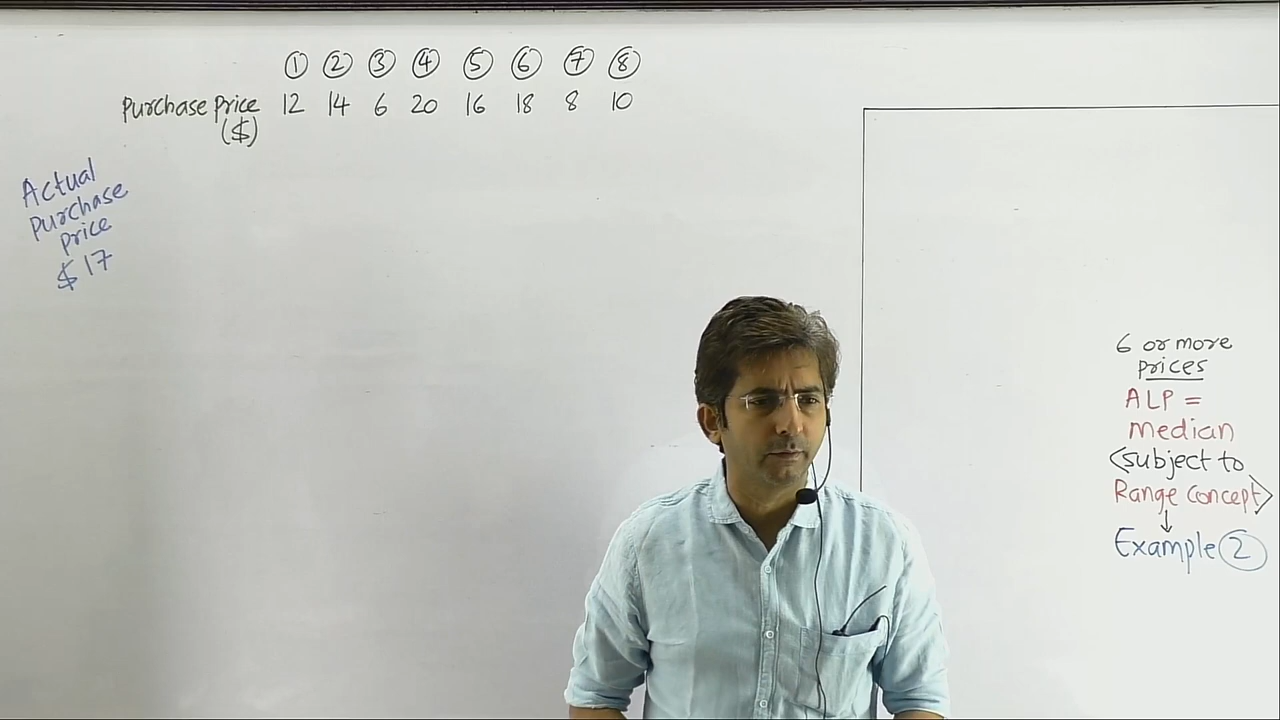 ① ② ③ ④ ⑤ ⑥ ⑦ ⑧
Purchase Price 12 14 6 20 16 18 8 10
($)
Actual
Purchase
Price
$17
6 or more
prices
ALP =
median
<subject to
Range concept>
↓
Example ②